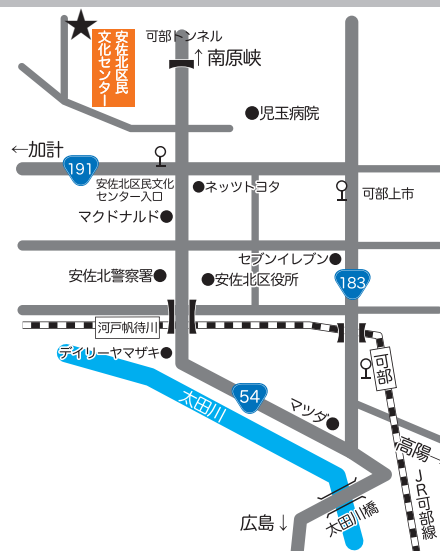 可部トンネル
↑南原峡
安佐北区民
文化センター
●児玉病院
←加計
191
安佐北区民文化
センター入口
●ネッツトヨタ
可部上市
マクドナルド●
セブンイレブン●
安佐北警察署●
●安佐北区役所
183
河戸帆待川
デイリーヤマザキ●
可部
54
太田川
マツダ●
高陽→
JR可部線
広島↓
太田川橋